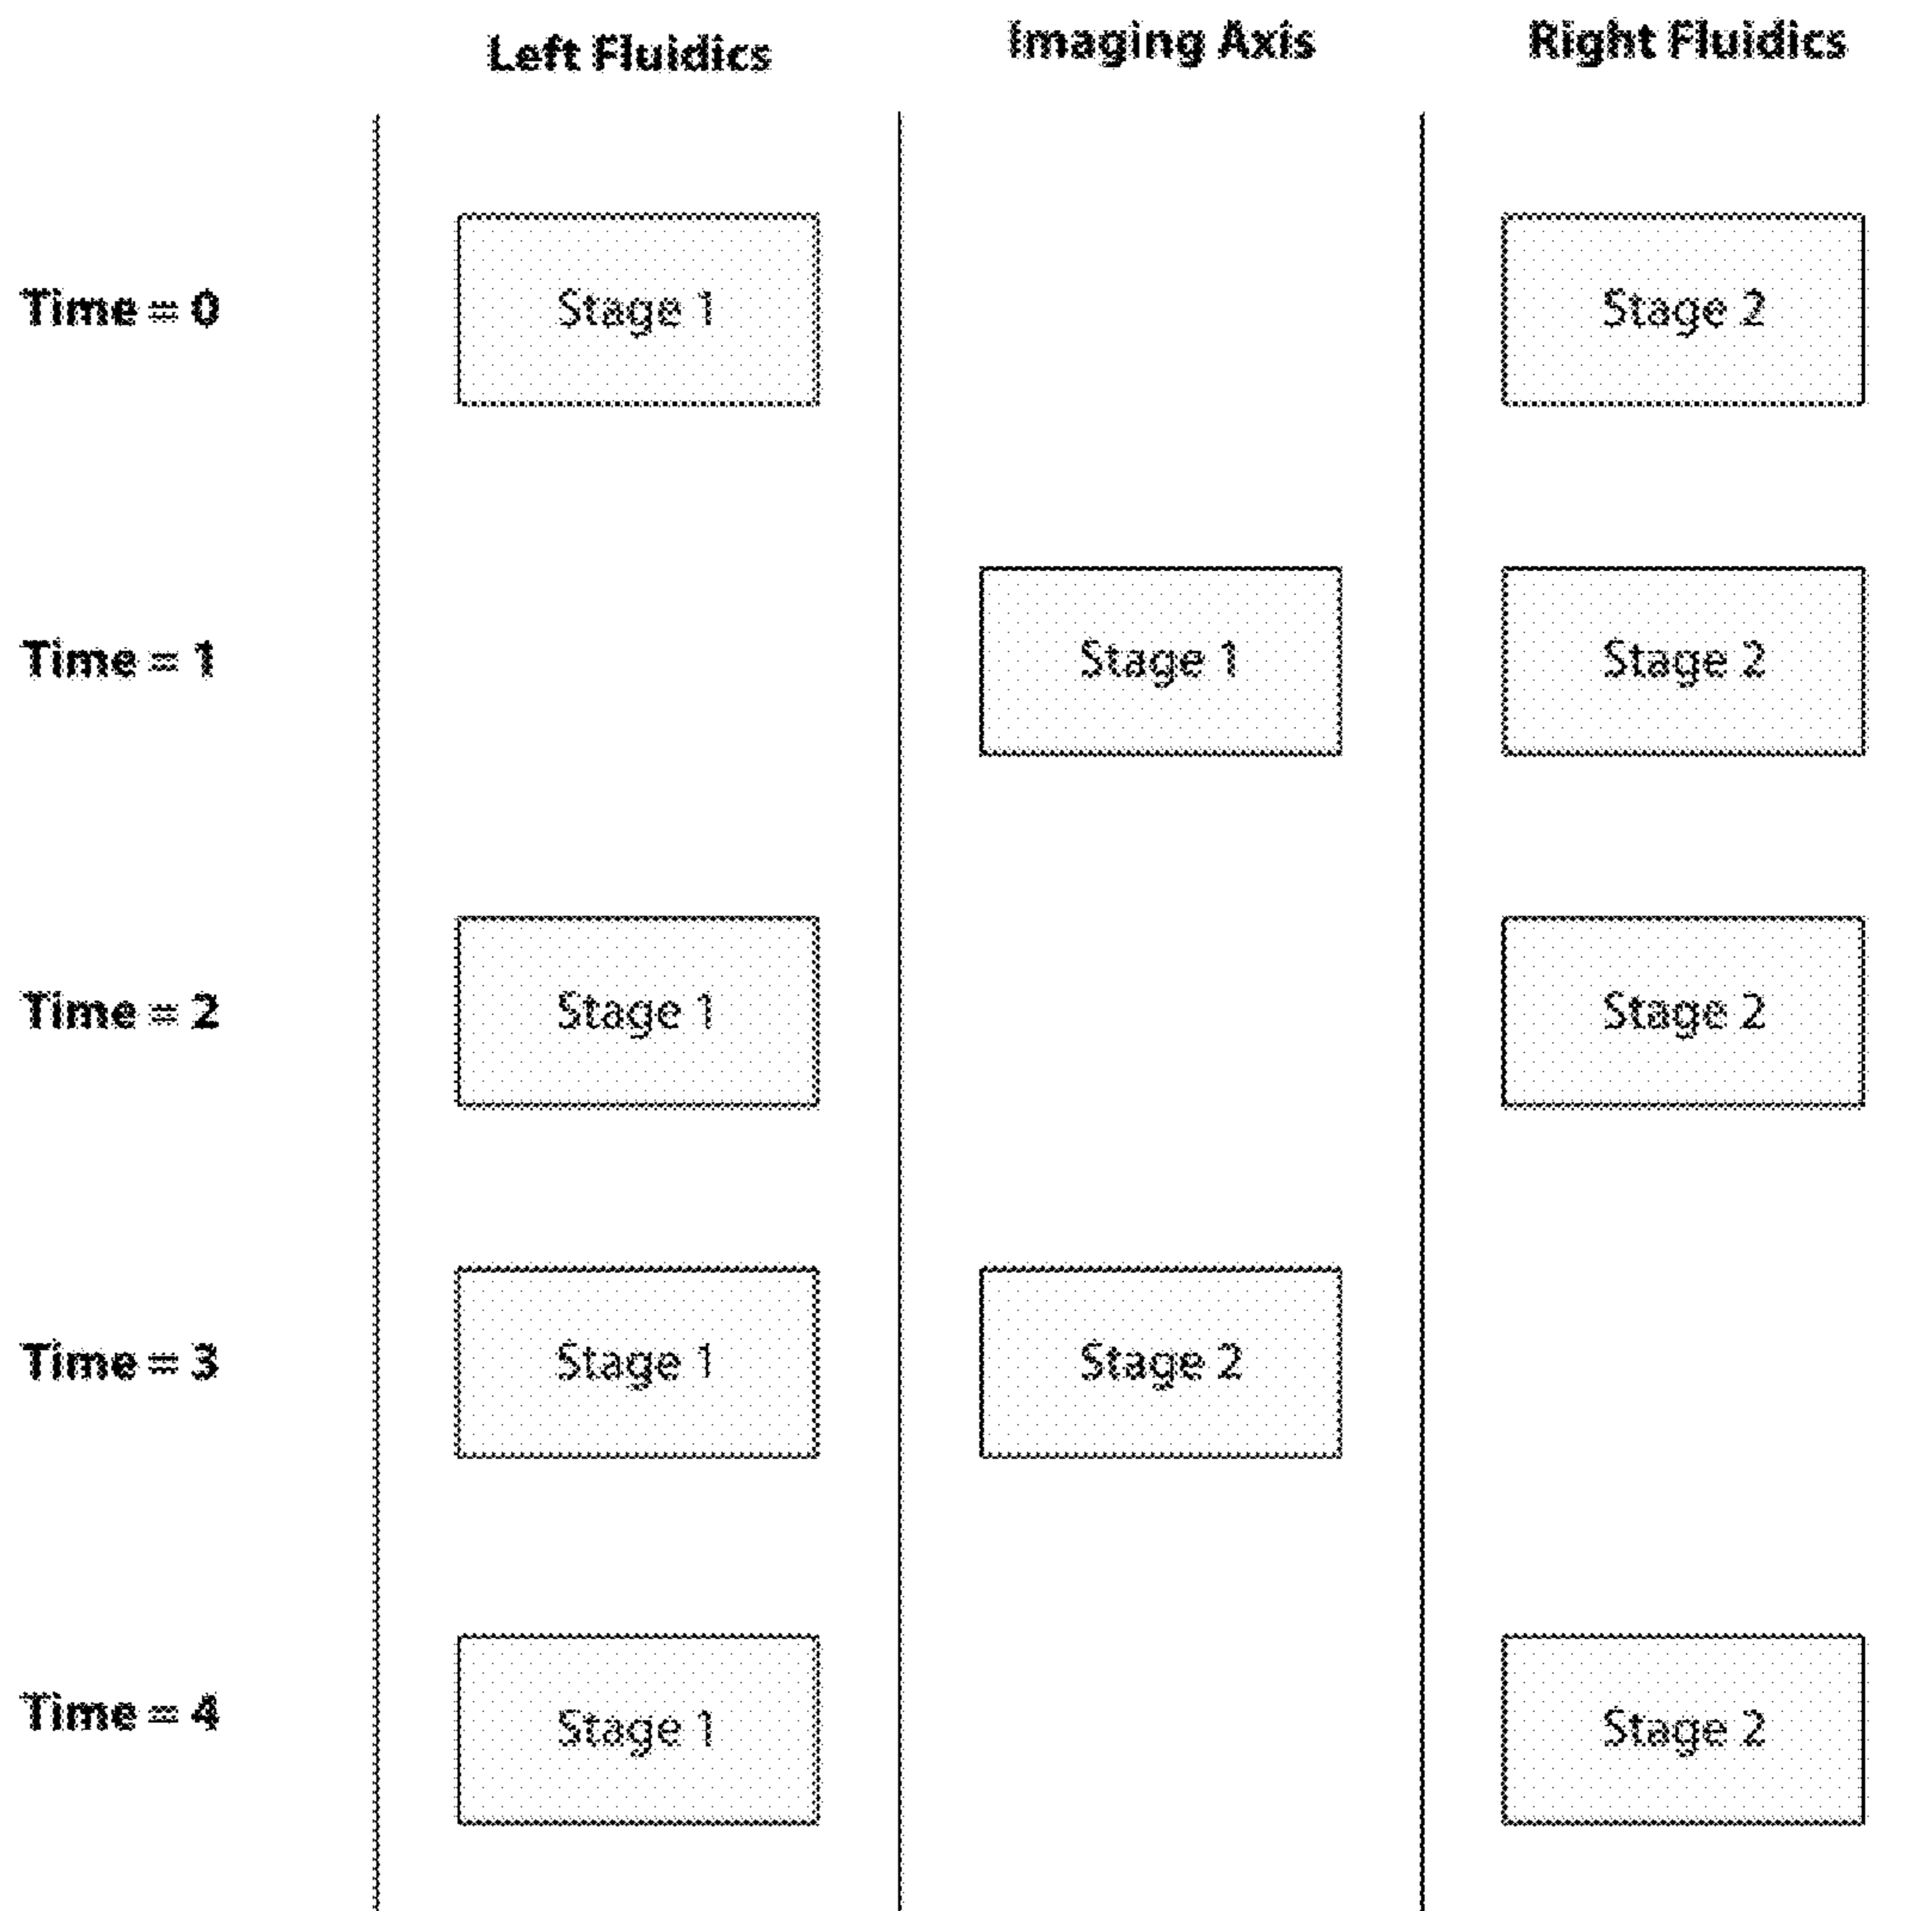 Left Fluidics Imaging Axis Right Fluidics
Time = 0 Stage 1 Stage 2
Time = 1 Stage 1 Stage 2
Time = 2 Stage 1 Stage 2
Time = 3 Stage 1 Stage 2
Time = 4 Stage 1 Stage 2